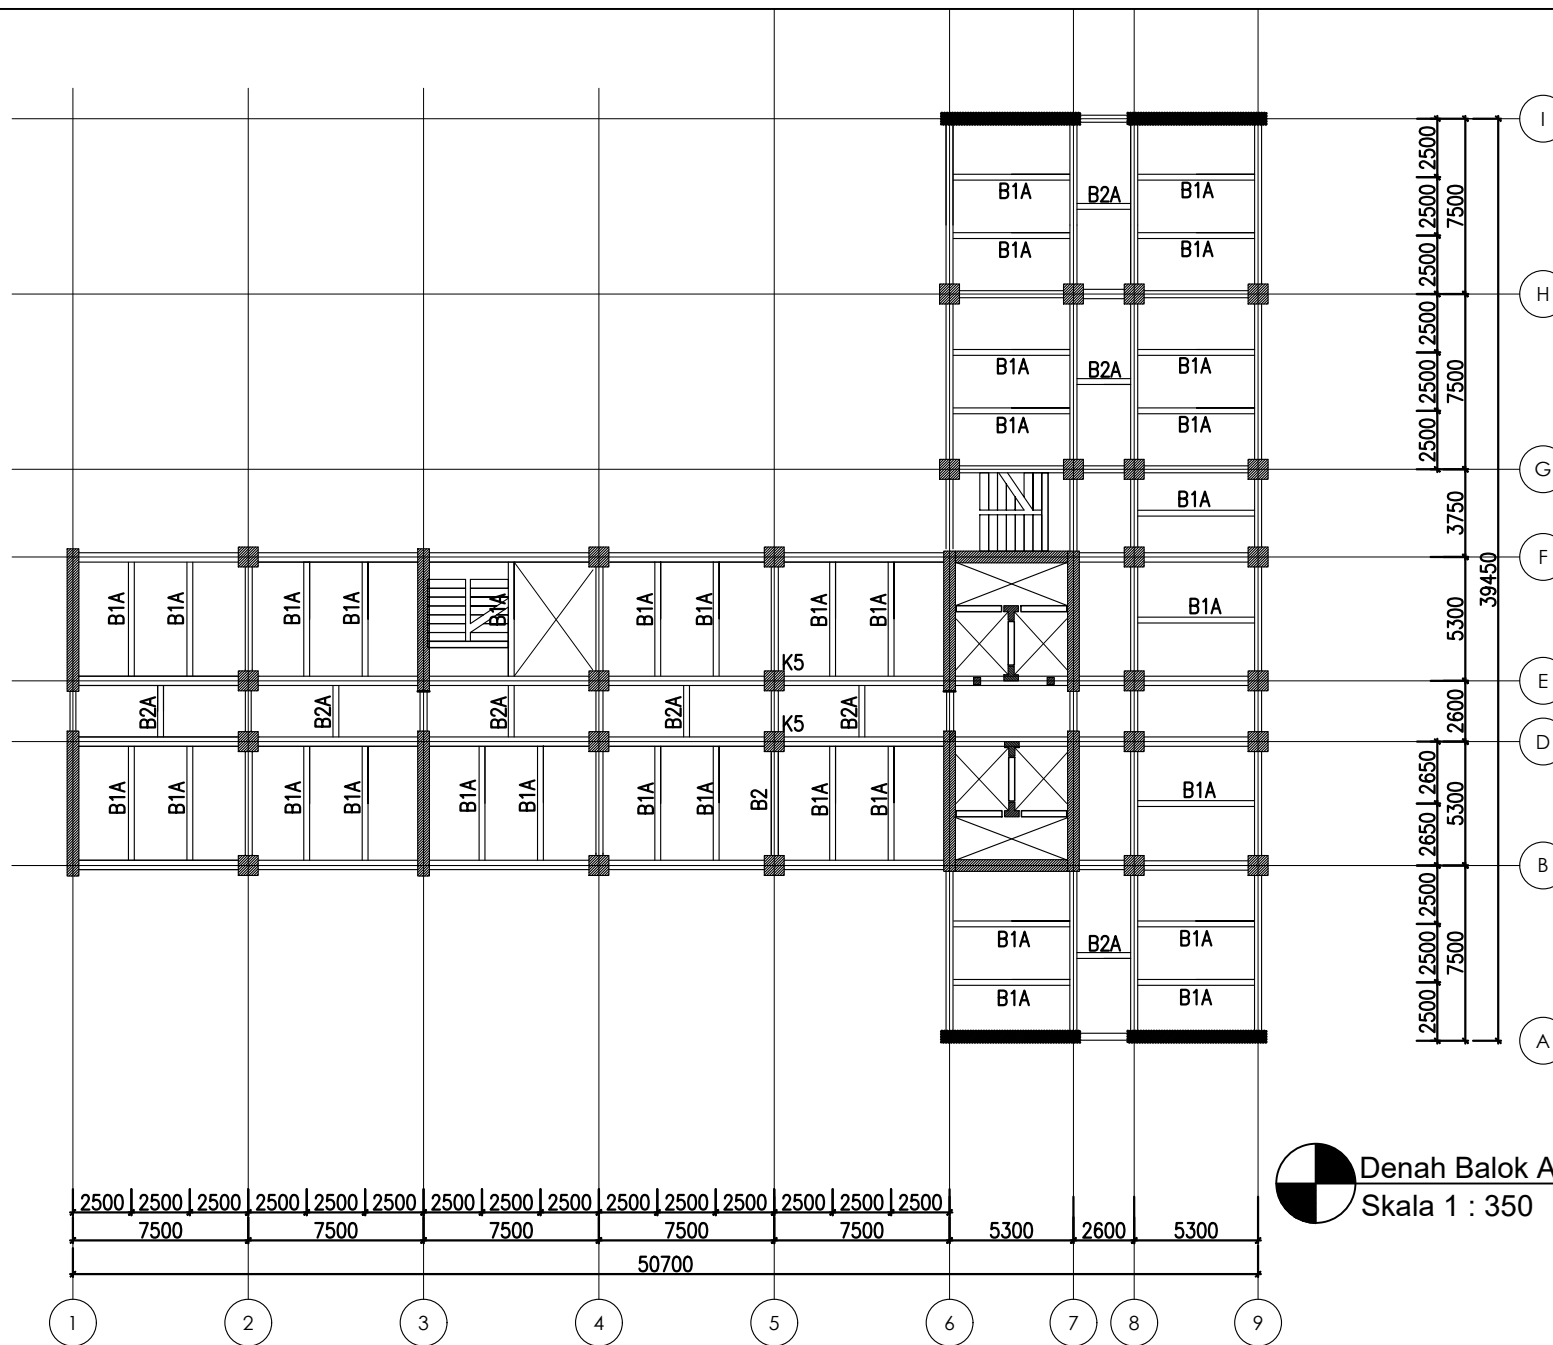 I
2500
B1A B2A B1A
2500 7500
B1A B1A
2500
H
2500
B1A B2A B1A
2500 7500
B1A B1A
2500
G
B1A
3750
F
39450
B1A B1A B1A B1A B1A B1A B1A B1A B1A B1A
5300
K5
E
B2A B2A B2A B2A B2A
2600
K5
D
2650
B1A B1A B1A B1A B1A B1A B1A B1A B2 B1A B1A B1A
5300
2650
B
2500
B1A B2A B1A
2500 7500
B1A B1A
2500
A
Denah Balok A
Skala 1 : 350
2500 2500 2500 2500 2500 2500 2500 2500 2500 2500 2500 2500 2500 2500 2500
7500 7500 7500 7500 7500 5300 2600 5300
50700
1 2 3 4 5 6 7 8 9